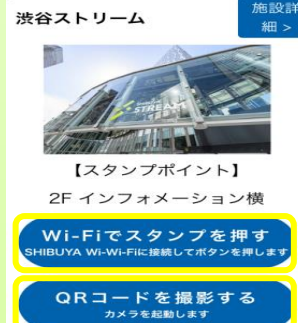 渋谷ストリーム
施設詳
細 >
STREAM
【スタンプポイント】
2F インフォメーション横
Wi-Fiでスタンプを押す
SHIBUYA Wi-Wi-Fiに接続してボタンを押します
QRコードを撮影する
カメラを起動します